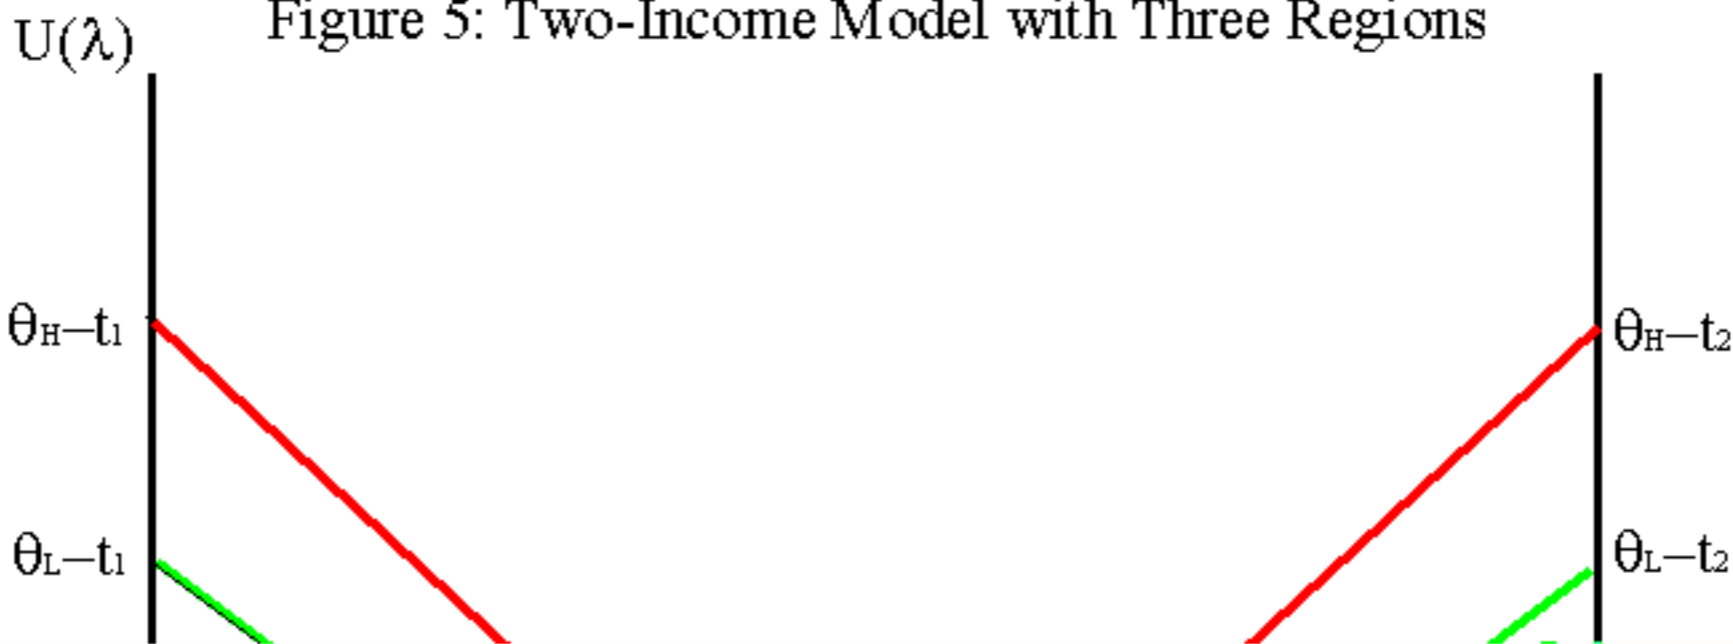 Figure 5: Two-Income Model with Three Regions
U(λ)
θH–t1
θH–t2
θL–t1
θL–t2